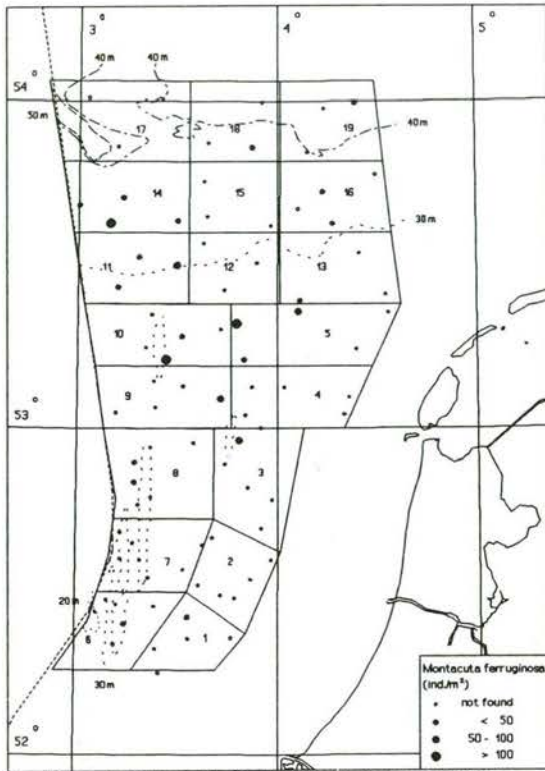 3° 4° 5°
40 m 40 m
54°
50 m
17 18 19 40 m
14 15 16
30 m
11 12 13
10 5
9 4
53°
8 3
7 2
20 m
6 1
30 m
52°
Montacuta ferruginosa
(ind./m²)
not found
< 50
50 - 100
> 100